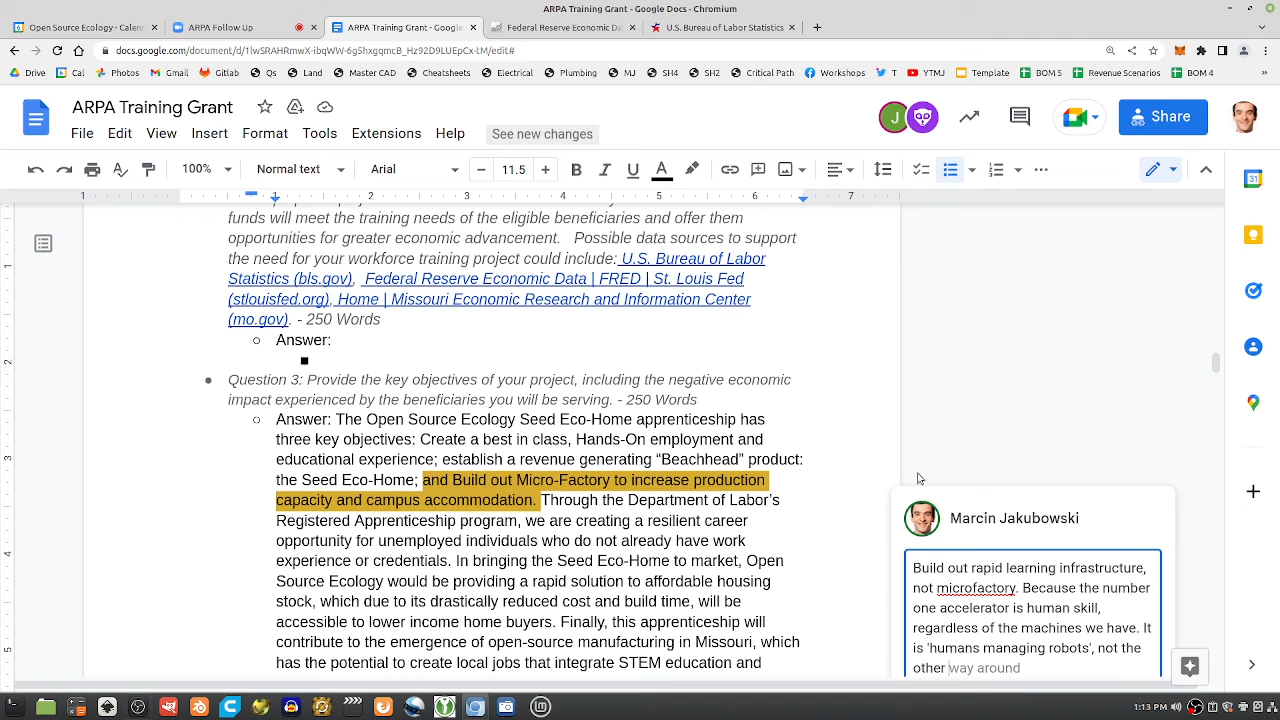 ARPA Training Grant - Google Docs - Chromium
Open Source Ecology - Calen
ARPA Follow Up
ARPA Training Grant - Google
Federal Reserve Economic Da
U.S. Bureau of Labor Statistics
Drive
Cal
Photos
Gmail
Gitlab
Qs
Land
Master CAD
Cheatsheets
Electrical
Plumbing
MJ
SH4
SH2
Critical Path
Workshops
T
YTMJ
Template
BOM 5
Revenue Scenarios
BOM 4
ARPA Training Grant
File Edit View Insert Format Tools Extensions Help See new changes
J
Share
100% Normal text Arial 11.5
1 1 2 3 4 5 6 7
funds will meet the training needs of the eligible beneficiaries and offer them
opportunities for greater economic advancement. Possible data sources to support
the need for your workforce training project could include: U.S. Bureau of Labor
Statistics (bls.gov), Federal Reserve Economic Data | FRED | St. Louis Fed
(stlouisfed.org), Home | Missouri Economic Research and Information Center
(mo.gov). - 250 Words
Answer:
Question 3: Provide the key objectives of your project, including the negative economic
impact experienced by the beneficiaries you will be serving. - 250 Words
Answer: The Open Source Ecology Seed Eco-Home apprenticeship has
three key objectives: Create a best in class, Hands-On employment and
educational experience; establish a revenue generating “Beachhead” product:
the Seed Eco-Home; and Build out Micro-Factory to increase production
capacity and campus accommodation. Through the Department of Labor’s
Registered Apprenticeship program, we are creating a resilient career
opportunity for unemployed individuals who do not already have work
experience or credentials. In bringing the Seed Eco-Home to market, Open
Source Ecology would be providing a rapid solution to affordable housing
stock, which due to its drastically reduced cost and build time, will be
accessible to lower income home buyers. Finally, this apprenticeship will
contribute to the emergence of open-source manufacturing in Missouri, which
has the potential to create local jobs that integrate STEM education and
Marcin Jakubowski
Build out rapid learning infrastructure,
not microfactory. Because the number
one accelerator is human skill,
regardless of the machines we have. It
is 'humans managing robots', not the
other way around
1:13 PM